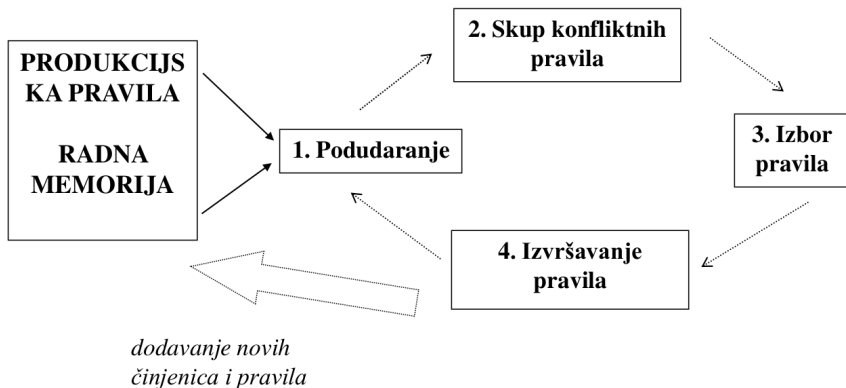 PRODUKCIJS
KA PRAVILA
RADNA
MEMORIJA
1. Podudaranje
2. Skup konfliktnih
pravila
3. Izbor
pravila
4. Izvršavanje
pravila
dodavanje novih
činjenica i pravila